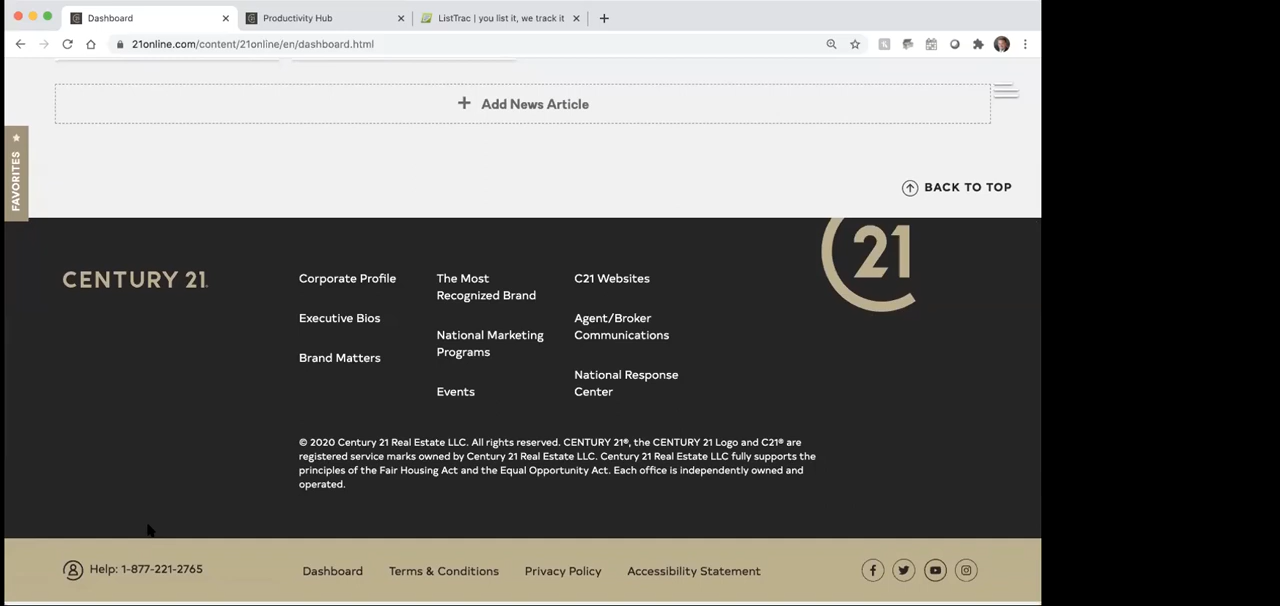 Dashboard
Productivity Hub
ListTrac | you list it, we track it
21online.com/content/21online/en/dashboard.html
Add News Article
FAVORITES
BACK TO TOP
CENTURY 21.
21
Corporate Profile
Executive Bios
Brand Matters
The Most
Recognized Brand
National Marketing
Programs
Events
C21 Websites
Agent/Broker
Communications
National Response
Center
© 2020 Century 21 Real Estate LLC. All rights reserved. CENTURY 21®, the CENTURY 21 Logo and C21® are
registered service marks owned by Century 21 Real Estate LLC. Century 21 Real Estate LLC fully supports the
principles of the Fair Housing Act and the Equal Opportunity Act. Each office is independently owned and
operated.
Help: 1-877-221-2765
Dashboard
Terms & Conditions
Privacy Policy
Accessibility Statement